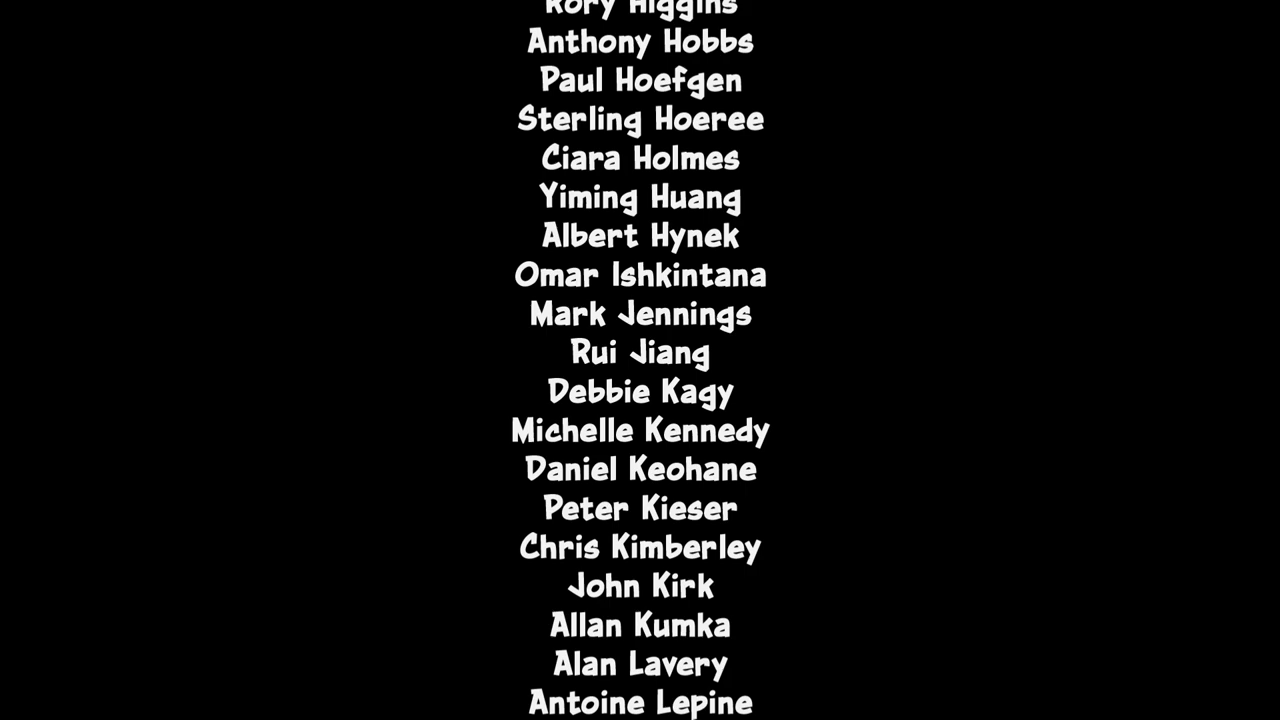 Rory Higgins
Anthony Hobbs
Paul Hoefgen
Sterling Hoeree
Ciara Holmes
Yiming Huang
Albert Hynek
Omar Ishkintana
Mark Jennings
Rui Jiang
Debbie Kagy
Michelle Kennedy
Daniel Keohane
Peter Kieser
Chris Kimberley
John Kirk
Allan Kumka
Alan Lavery
Antoine Lepine